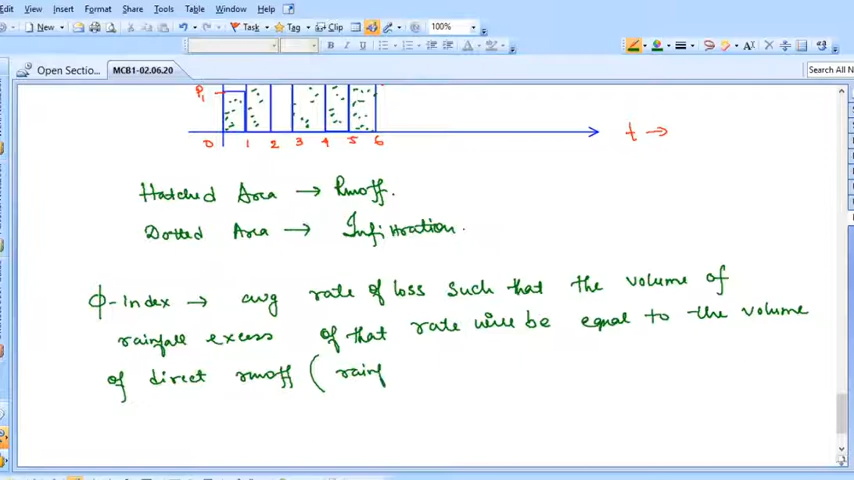 Edit View Insert Format Share Tools Table Window Help
New Task Tag Clip 100%
Open Sectio... MCB1-02.06.20 Search All N
P1
0 1 2 3 4 5 6 t →
Hatched Area → Runoff.
Dotted Area → Infiltration.
ϕ-Index → avg rate of loss such that the volume of
rainfall excess of that rate will be equal to the volume
of direct runoff ( rainf